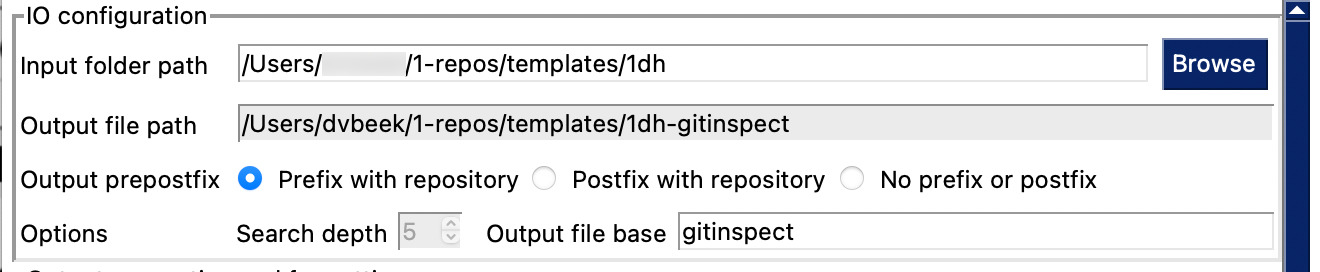 IO configuration
Input folder path /Users/ /1-repos/templates/1dh Browse
Output file path /Users/dvbeek/1-repos/templates/1dh-gitinspect
Output prepostfix Prefix with repository Postfix with repository No prefix or postfix
Options Search depth 5 Output file base gitinspect